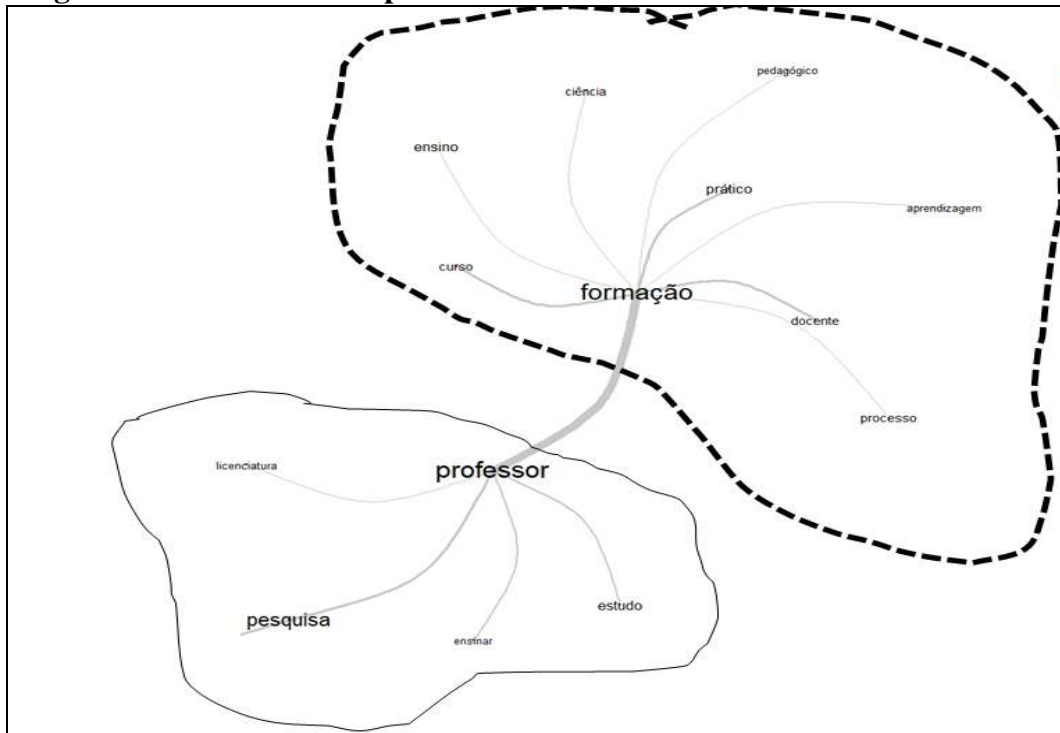 pedagógico
ciência
ensino
prático
aprendizagem
curso
formação
docente
processo
professor
licenciatura
estudo
pesquisa
ensinar